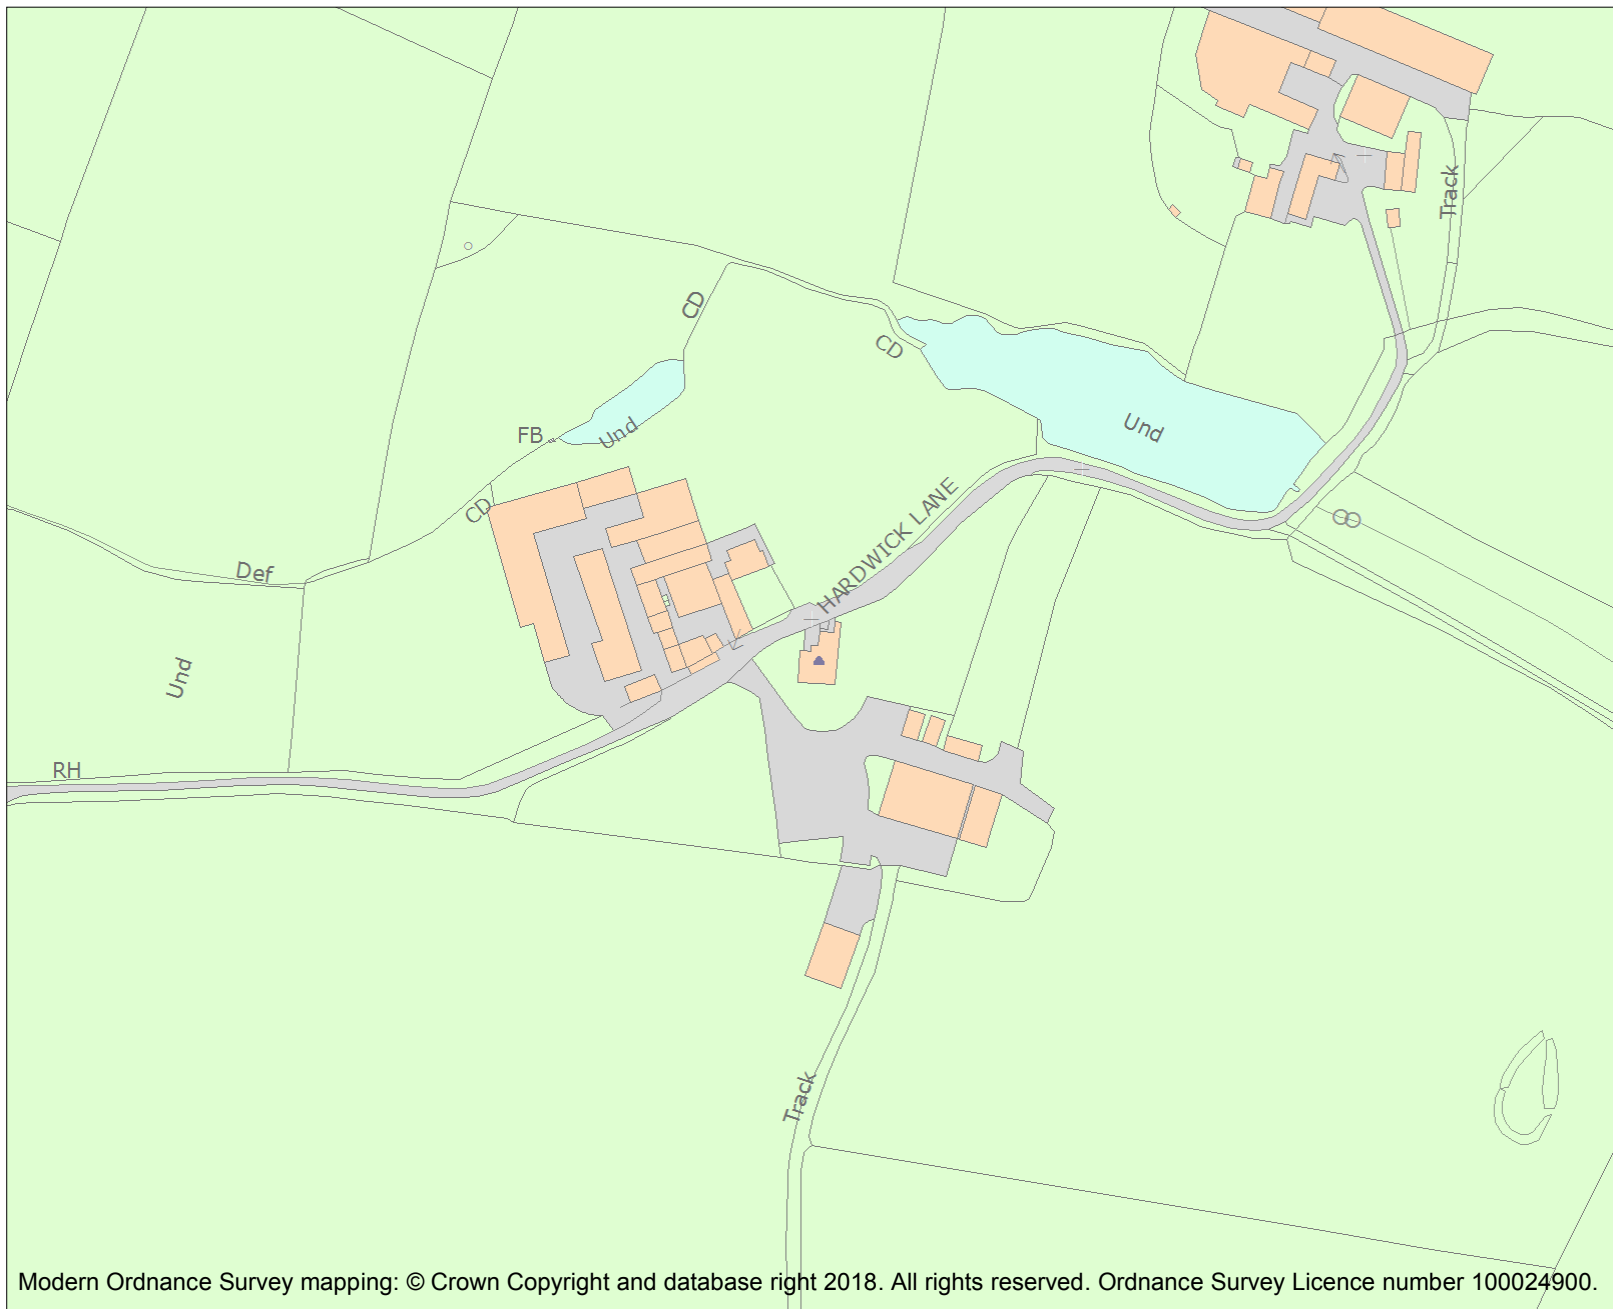 Track
CD
CD
Und
FB
Und
CD
HARDWICK LANE
Def
Und
RH
Track
Modern Ordnance Survey mapping: © Crown Copyright and database right 2018. All rights reserved. Ordnance Survey Licence number 100024900.